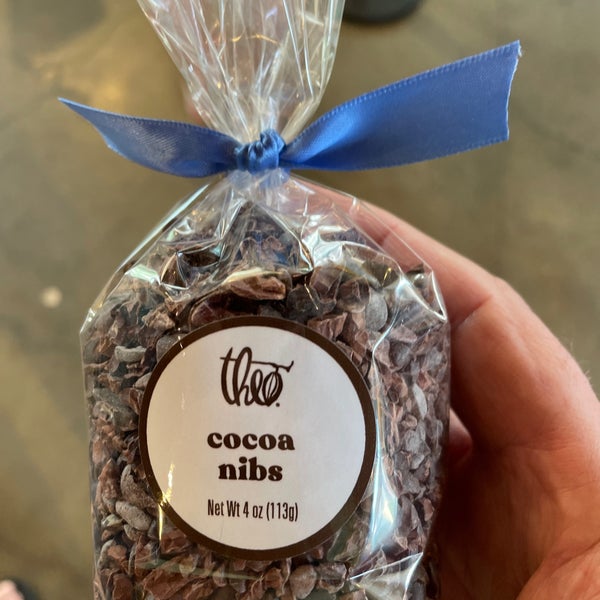 theo
cocoa
nibs
Net Wt 4 oz (113g)